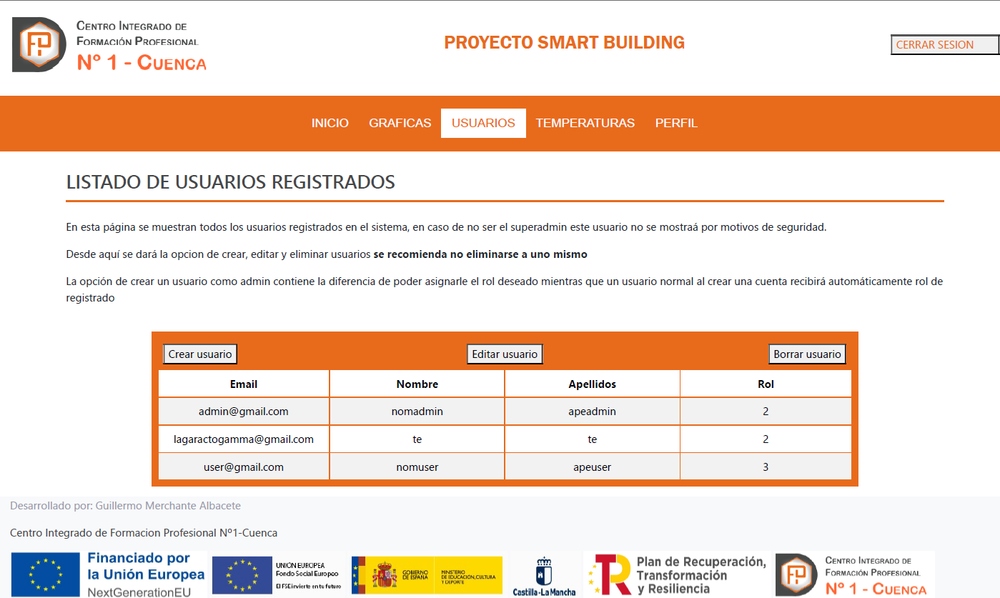 CENTRO INTEGRADO DE
FORMACIÓN PROFESIONAL
Nº 1 - CUENCA
PROYECTO SMART BUILDING
CERRAR SESION
INICIO GRAFICAS USUARIOS TEMPERATURAS PERFIL
LISTADO DE USUARIOS REGISTRADOS
En esta página se muestran todos los usuarios registrados en el sistema, en caso de no ser el superadmin este usuario no se mostraá por motivos de seguridad.
Desde aquí se dará la opcion de crear, editar y eliminar usuarios se recomienda no eliminarse a uno mismo
La opción de crear un usuario como admin contiene la diferencia de poder asignarle el rol deseado mientras que un usuario normal al crear una cuenta recibirá automáticamente rol de
registrado
Crear usuario Editar usuario Borrar usuario
Email Nombre Apellidos Rol
admin@gmail.com nomadmin apeadmin 2
lagaractogamma@gmail.com te te 2
user@gmail.com nomuser apeuser 3
Desarrollado por: Guillermo Merchante Albacete
Centro Integrado de Formacion Profesional Nº1-Cuenca
Financiado por
la Unión Europea
NextGenerationEU
UNIÓN EUROPEA
Fondo Social Europeo
El FSE invierte en tu futuro
GOBIERNO
DE ESPAÑA
MINISTERIO
DE EDUCACIÓN, CULTURA
Y DEPORTE
Castilla-La Mancha
Plan de Recuperación,
Transformación
y Resiliencia
CENTRO INTEGRADO DE
FORMACIÓN PROFESIONAL
Nº 1 - CUENCA